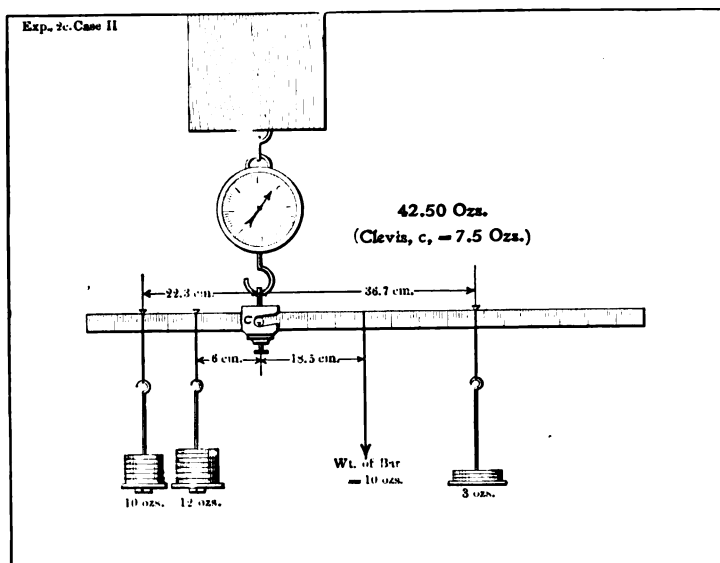 Exp. 2c. Case II
42.50 Ozs.
(Clevis, c, = 7.5 Ozs.)
22.3 cm.
36.7 cm.
C
6 cm.
18.5 cm.
Wt. of Bar
= 10 ozs.
10 ozs.
12 ozs.
3 ozs.